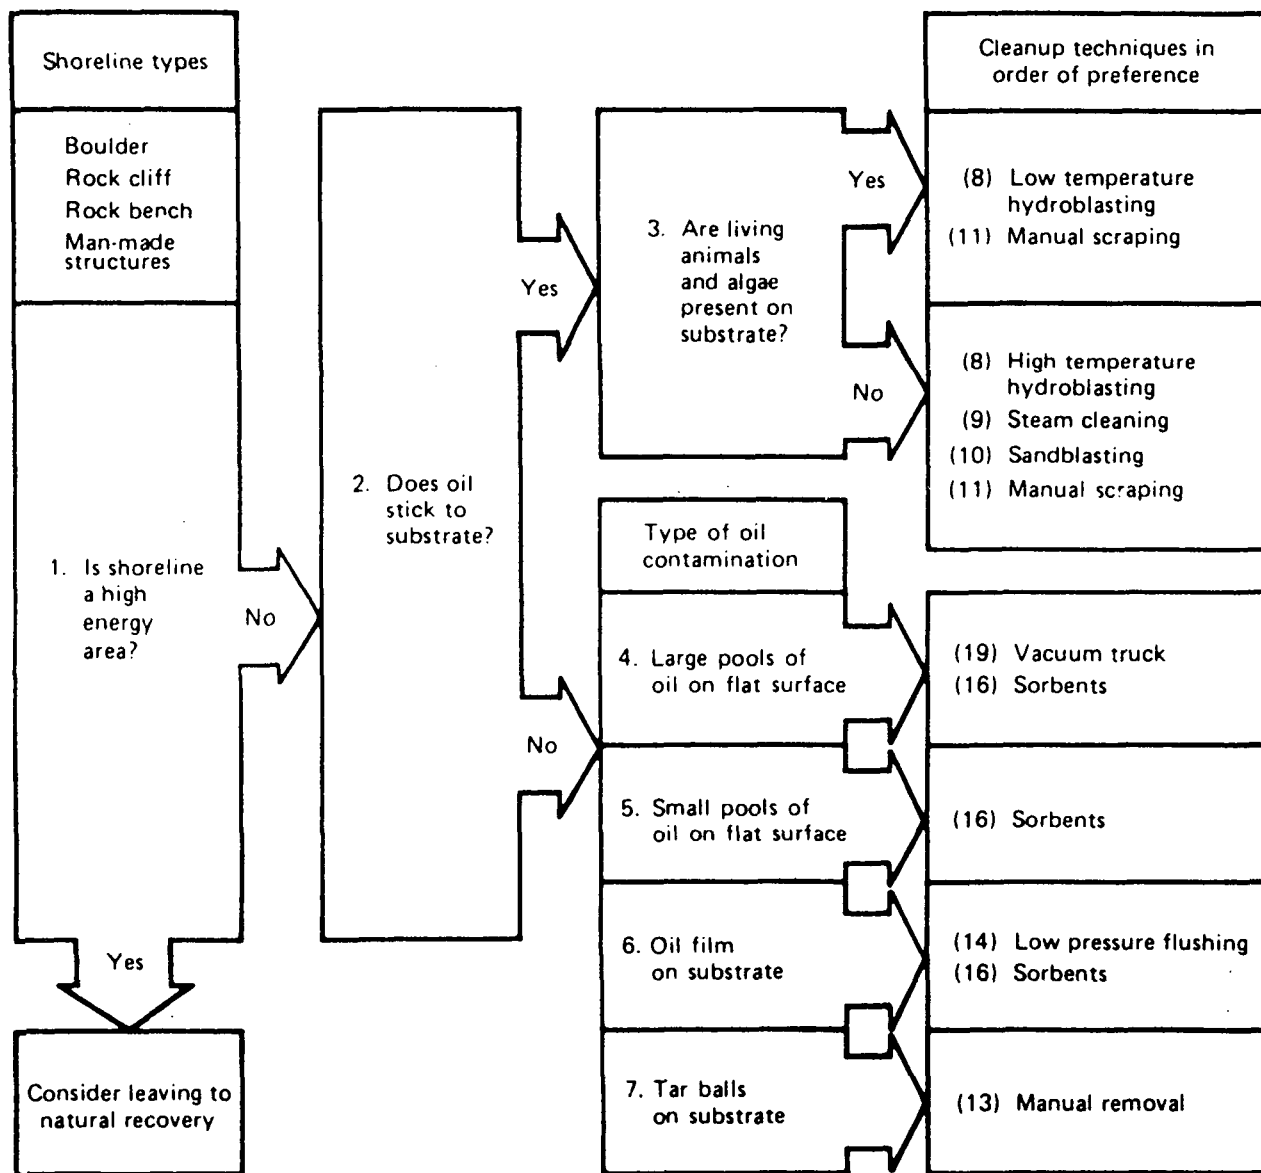 Shoreline types
Boulder
Rock cliff
Rock bench
Man-made
structures
1. Is shoreline
a high
energy
area?
No
Yes
Consider leaving to
natural recovery
2. Does oil
stick to
substrate?
Yes
No
3. Are living
animals
and algae
present on
substrate?
Yes
No
Type of oil
contamination
4. Large pools of
oil on flat surface
5. Small pools of
oil on flat surface
6. Oil film
on substrate
7. Tar balls
on substrate
Cleanup techniques in
order of preference
(8) Low temperature
hydroblasting
(11) Manual scraping
(8) High temperature
hydroblasting
(9) Steam cleaning
(10) Sandblasting
(11) Manual scraping
(19) Vacuum truck
(16) Sorbents
(16) Sorbents
(14) Low pressure flushing
(16) Sorbents
(13) Manual removal